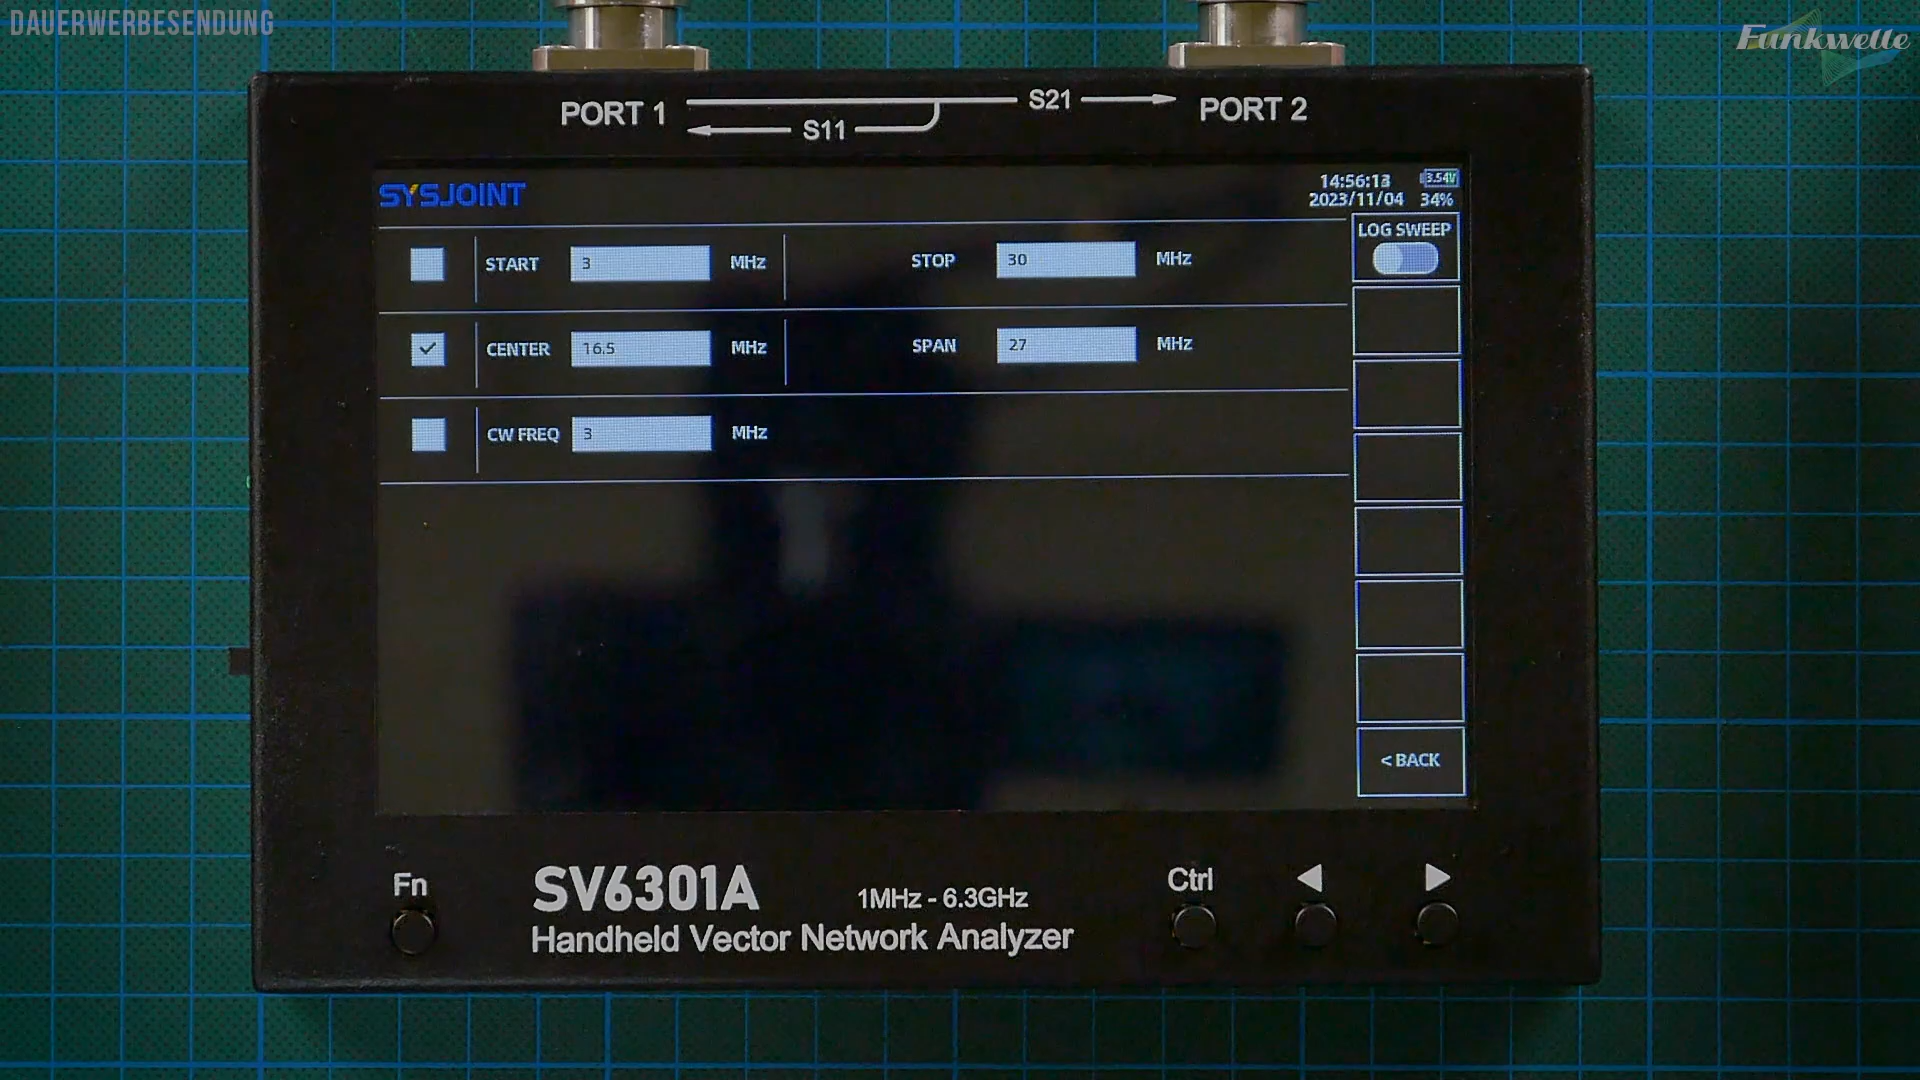 DAUERWERBESENDUNG
Funkwelle
PORT 1
S11
S21
PORT 2
SYSJOINT
14:56:13
3.54V
2023/11/04 34%
LOG SWEEP
START 3 MHz STOP 30 MHz
CENTER 16.5 MHz SPAN 27 MHz
CW FREQ 3 MHz
< BACK
Fn
SV6301A 1MHz - 6.3GHz
Handheld Vector Network Analyzer
Ctrl